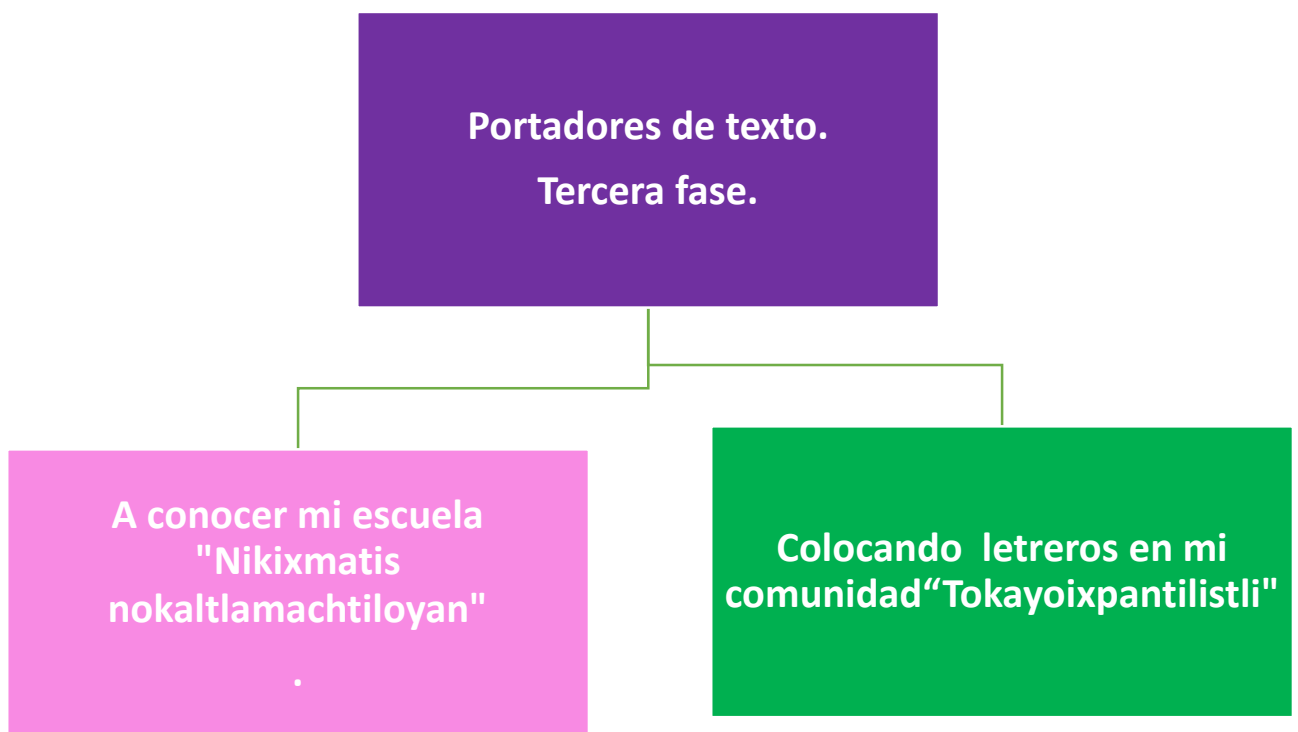 Portadores de texto.
Tercera fase.
A conocer mi escuela
"Nikixmatis
nokaltlamachtiloyan"
.
Colocando  letreros en mi
comunidad“Tokayoixpantilistli"